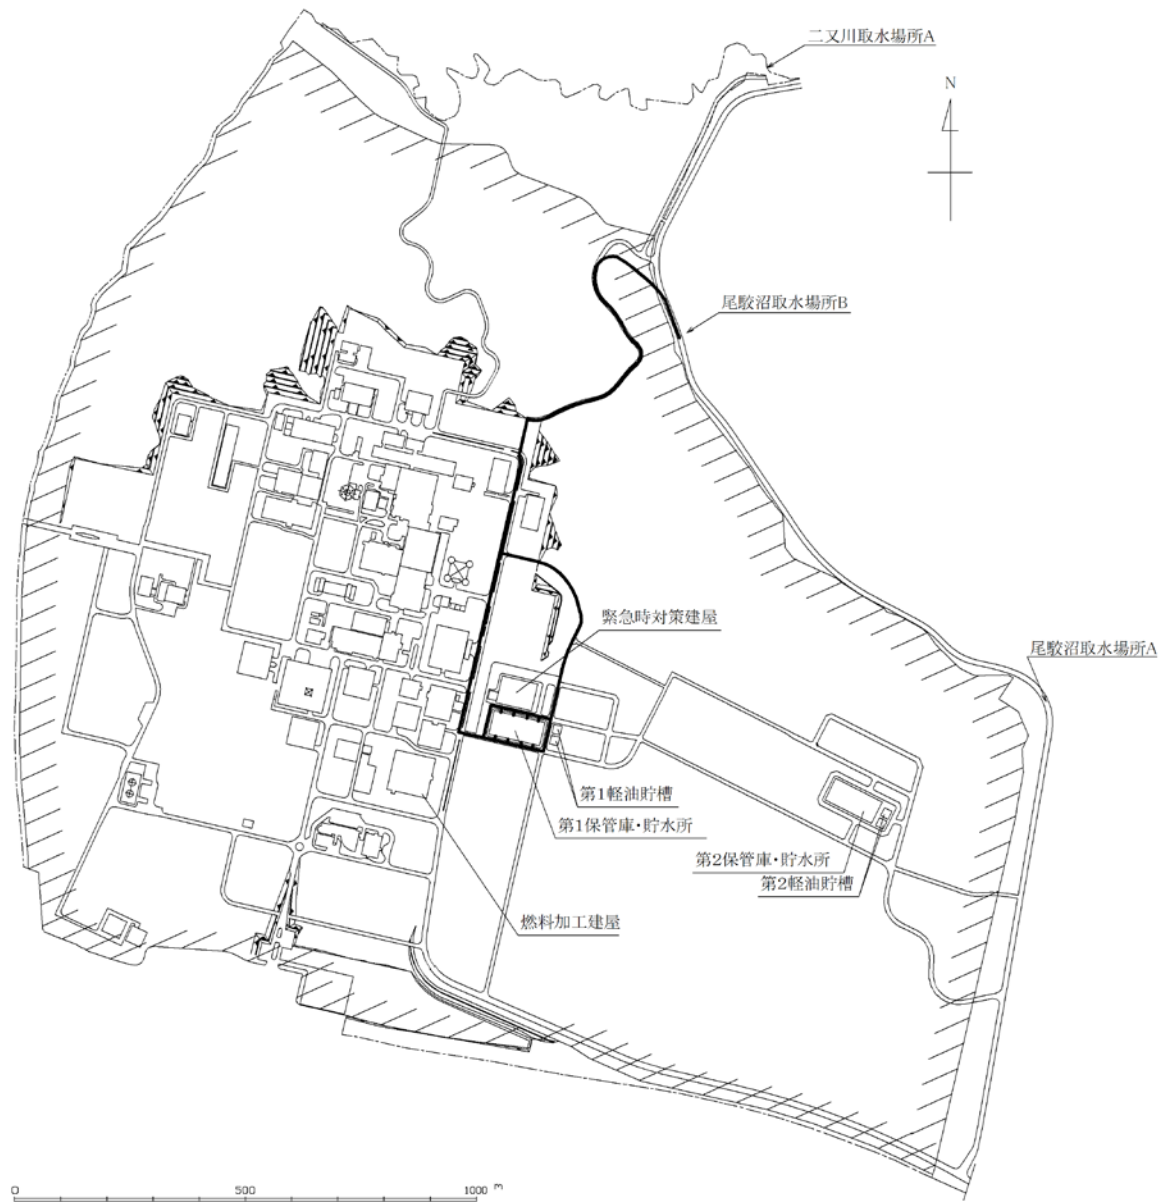 二又川取水場所A
N
尾駮沼取水場所B
緊急時対策建屋
尾駮沼取水場所A
第1軽油貯槽
第1保管庫・貯水所
第2保管庫・貯水所
第2軽油貯槽
燃料加工建屋
0 500 1000 m